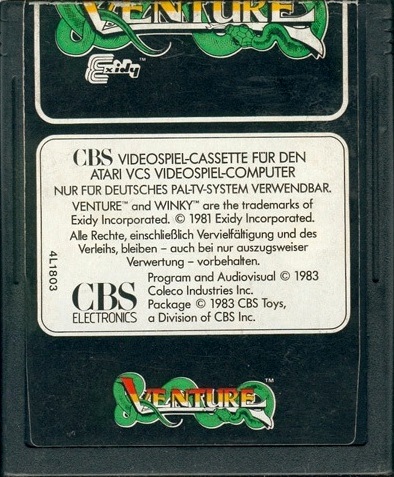 VENTURE
Exidy™
CBS VIDEOSPIEL-CASSETTE FÜR DEN
ATARI VCS VIDEOSPIEL-COMPUTER
NUR FÜR DEUTSCHES PAL-TV-SYSTEM VERWENDBAR.
VENTURE™ and WINKY™ are the trademarks of
Exidy Incorporated. © 1981 Exidy Incorporated.
Alle Rechte, einschließlich Vervielfältigung und des
Verleihs, bleiben – auch bei nur auszugsweiser
Verwertung – vorbehalten.
Program and Audiovisual © 1983
Coleco Industries Inc.
Package © 1983 CBS Toys,
a Division of CBS Inc.
CBS
ELECTRONICS
4L1803
VENTURE™